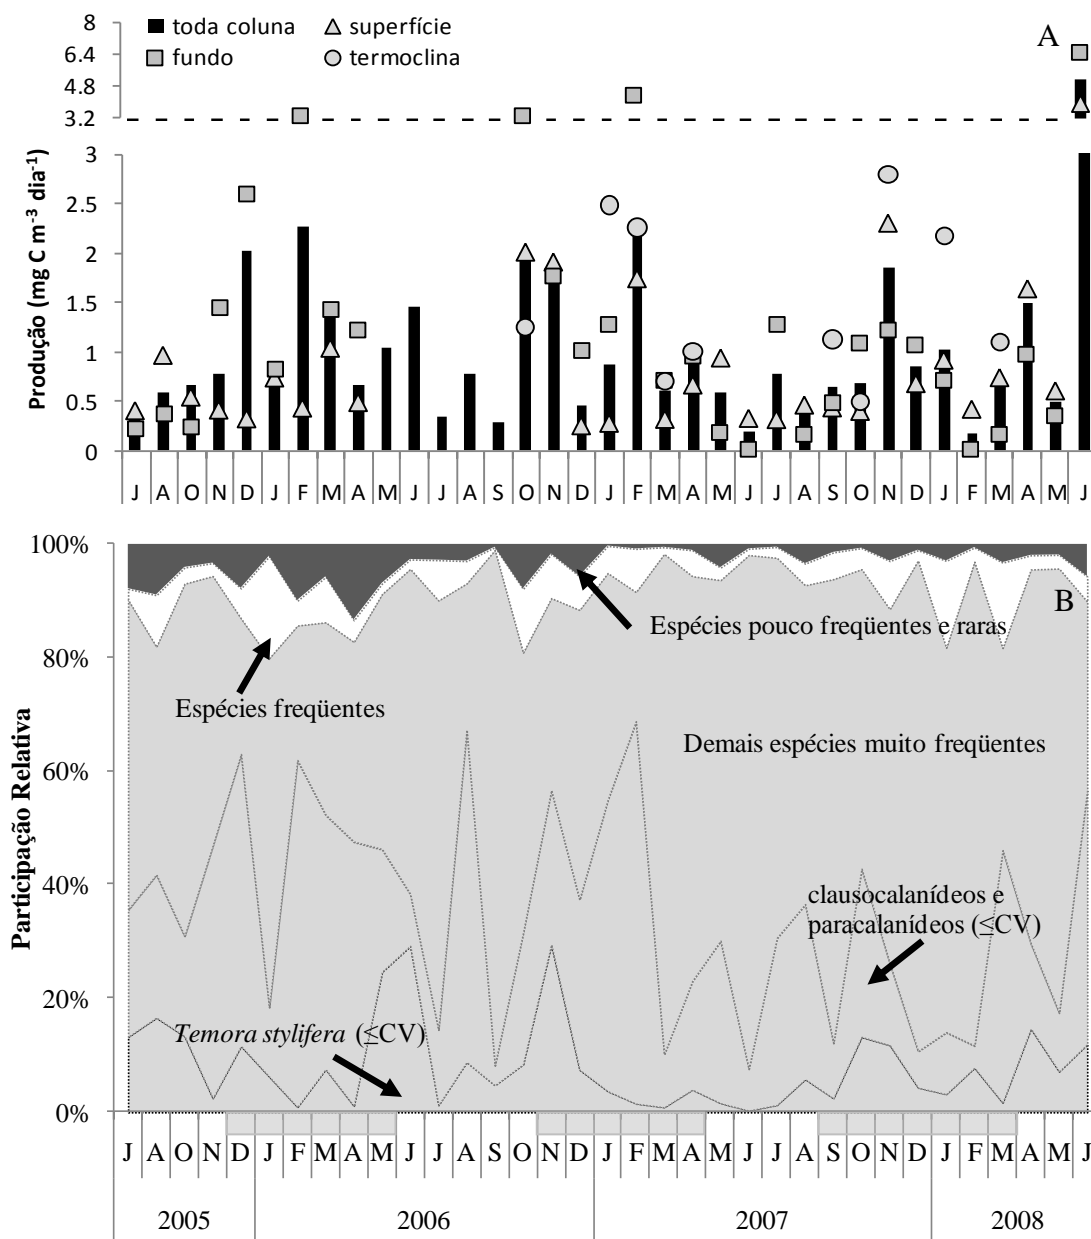 toda coluna
superfície
fundo
termoclina
A
8
6.4
4.8
3.2
3
2.5
2
1.5
1
0.5
0
Produção (mg C m⁻³ dia⁻¹)
J A O N D J F M A M J J A S O N D J F M A M J J A S O N D J F M A M J
100%
80%
60%
40%
20%
0%
Participação Relativa
B
Espécies pouco freqüentes e raras
Espécies freqüentes
Demais espécies muito freqüentes
clausocalanídeos e
paracalanídeos (≤CV)
Temora stylifera (≤CV)
J A O N D J F M A M J J A S O N D J F M A M J J A S O N D J F M A M J
2005 2006 2007 2008